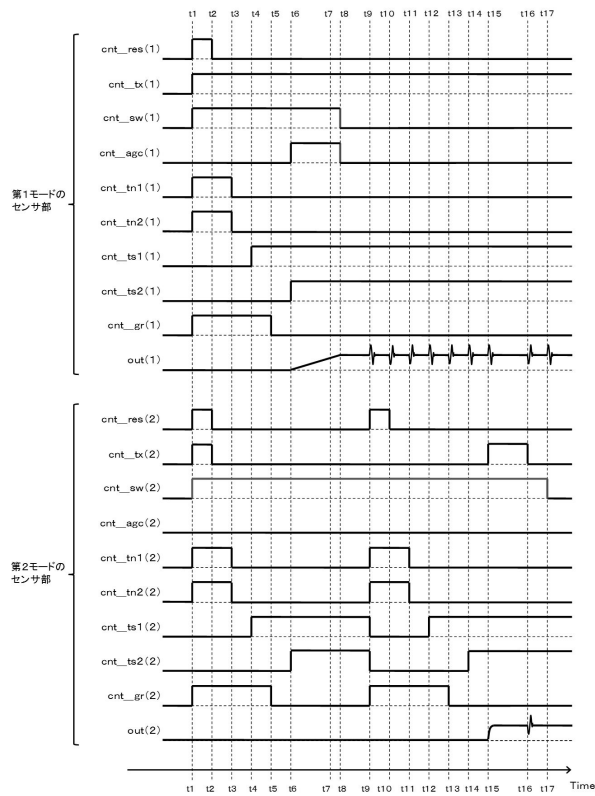 t1 t2 t3 t4 t5 t6 t7 t8 t9 t10 t11 t12 t13 t14 t15 t16 t17
第1モードの
センサ部
cnt_res(1)
cnt_tx(1)
cnt_sw(1)
cnt_agc(1)
cnt_tn1(1)
cnt_tn2(1)
cnt_ts1(1)
cnt_ts2(1)
cnt_gr(1)
out(1)
第2モードの
センサ部
cnt_res(2)
cnt_tx(2)
cnt_sw(2)
cnt_agc(2)
cnt_tn1(2)
cnt_tn2(2)
cnt_ts1(2)
cnt_ts2(2)
cnt_gr(2)
out(2)
Time
t1 t2 t3 t4 t5 t6 t7 t8 t9 t10 t11 t12 t13 t14 t15 t16 t17